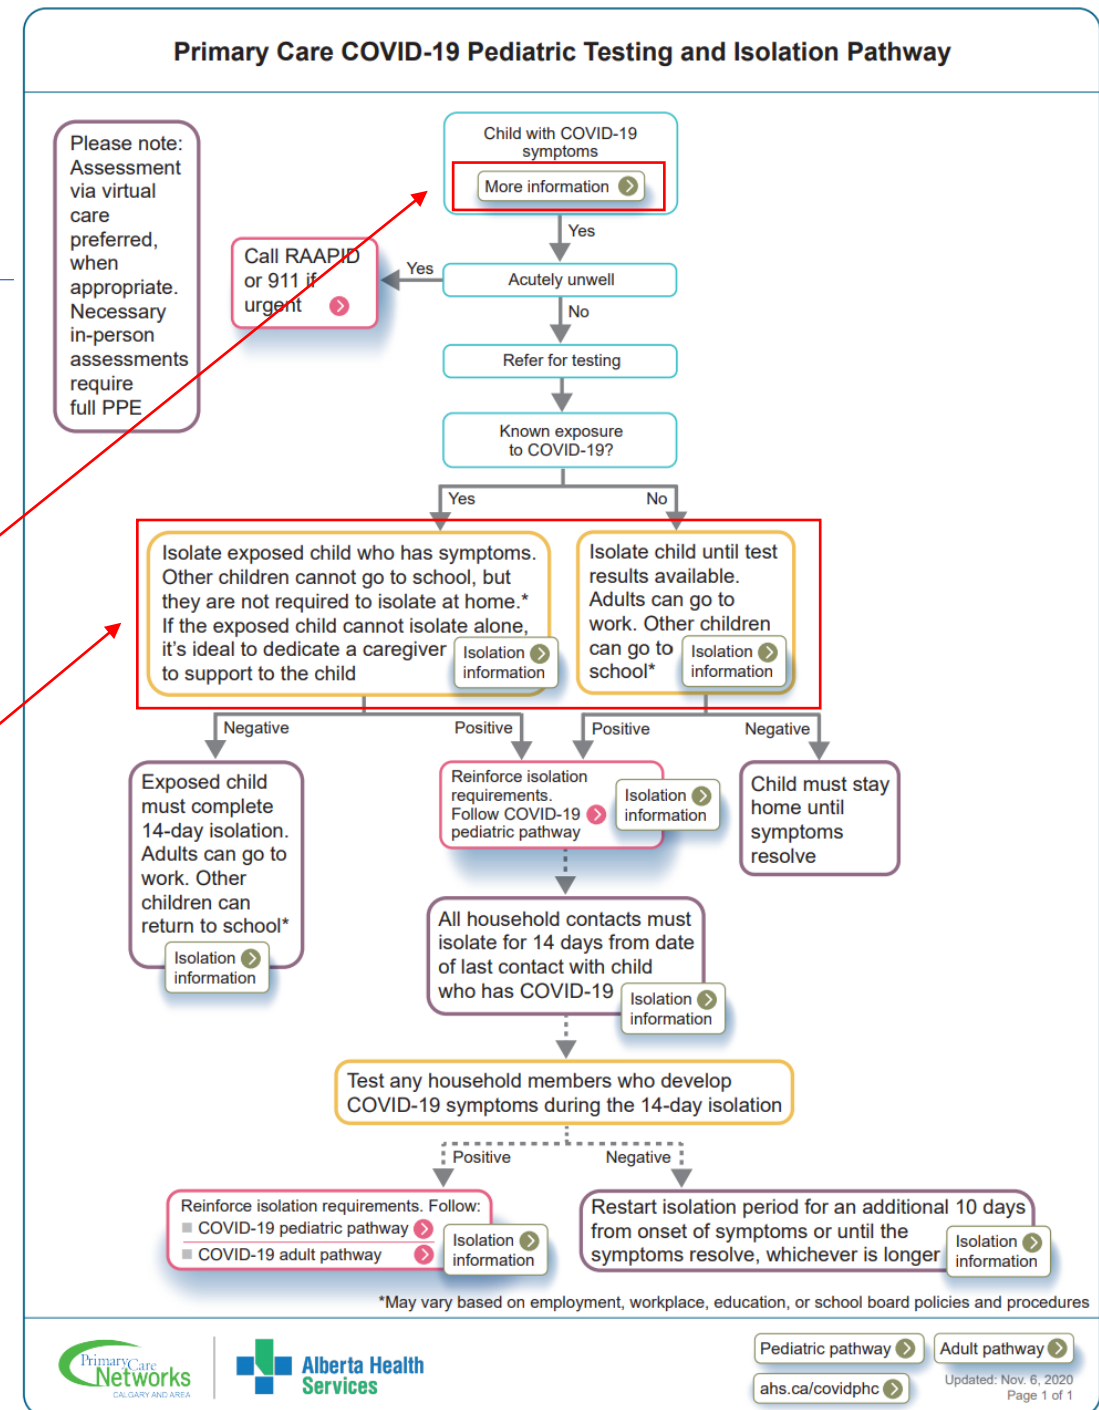 Primary Care COVID-19 Pediatric Testing and Isolation Pathway
Please note:
Assessment
via virtual
care
preferred,
when
appropriate.
Necessary
in-person
assessments
require
full PPE
Child with COVID-19
symptoms
More information
Yes
Acutely unwell
Yes
Call RAAPID
or 911 if
urgent
No
Refer for testing
Known exposure
to COVID-19?
Yes
No
Isolate exposed child who has symptoms.
Other children cannot go to school, but
they are not required to isolate at home.*
If the exposed child cannot isolate alone,
it's ideal to dedicate a caregiver
to support to the child
Isolation
information
Isolate child until test
results available.
Adults can go to
work. Other children
can go to
school*
Isolation
information
Negative
Positive
Positive
Negative
Exposed child
must complete
14-day isolation.
Adults can go to
work. Other
children can
return to school*
Isolation
information
Reinforce isolation
requirements.
Follow COVID-19
pediatric pathway
Isolation
information
Child must stay
home until
symptoms
resolve
All household contacts must
isolate for 14 days from date
of last contact with child
who has COVID-19
Isolation
information
Test any household members who develop
COVID-19 symptoms during the 14-day isolation
Positive
Negative
Reinforce isolation requirements. Follow:
COVID-19 pediatric pathway
COVID-19 adult pathway
Isolation
information
Restart isolation period for an additional 10 days
from onset of symptoms or until the
symptoms resolve, whichever is longer
Isolation
information
*May vary based on employment, workplace, education, or school board policies and procedures
PrimaryCare
Networks
CALGARY AND AREA
Alberta Health
Services
Pediatric pathway
Adult pathway
ahs.ca/covidphc
Updated: Nov. 6, 2020
Page 1 of 1